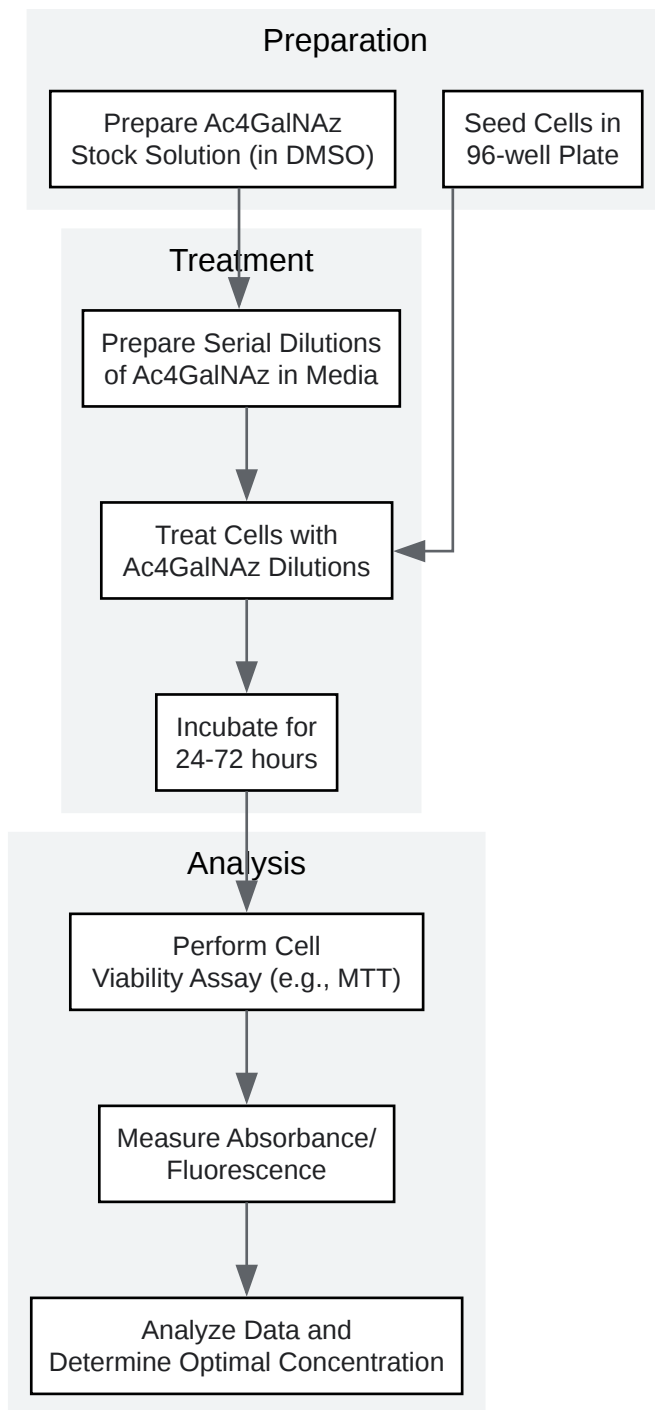 Preparation
Prepare Ac4GalNAz
Stock Solution (in DMSO)
Seed Cells in
96-well Plate
Treatment
Prepare Serial Dilutions
of Ac4GalNAz in Media
Treat Cells with
Ac4GalNAz Dilutions
Incubate for
24-72 hours
Analysis
Perform Cell
Viability Assay (e.g., MTT)
Measure Absorbance/
Fluorescence
Analyze Data and
Determine Optimal Concentration